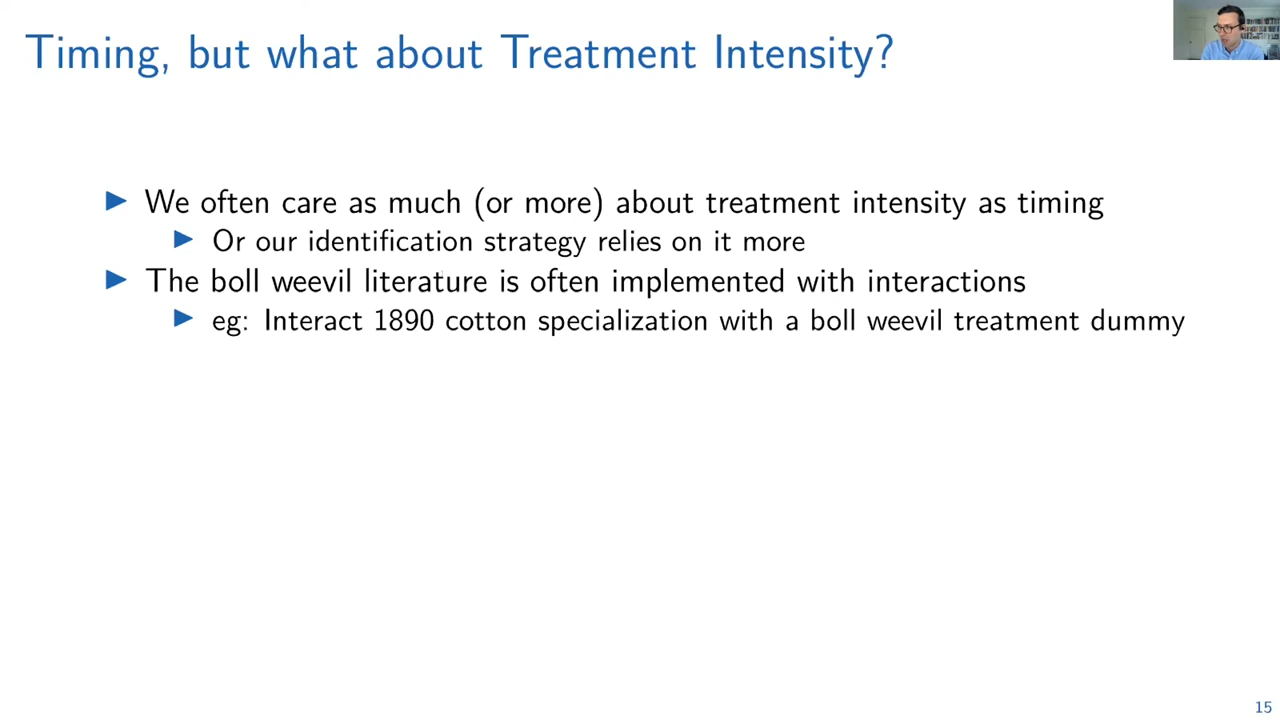 Timing, but what about Treatment Intensity?
We often care as much (or more) about treatment intensity as timing
Or our identification strategy relies on it more
The boll weevil literature is often implemented with interactions
eg: Interact 1890 cotton specialization with a boll weevil treatment dummy
15